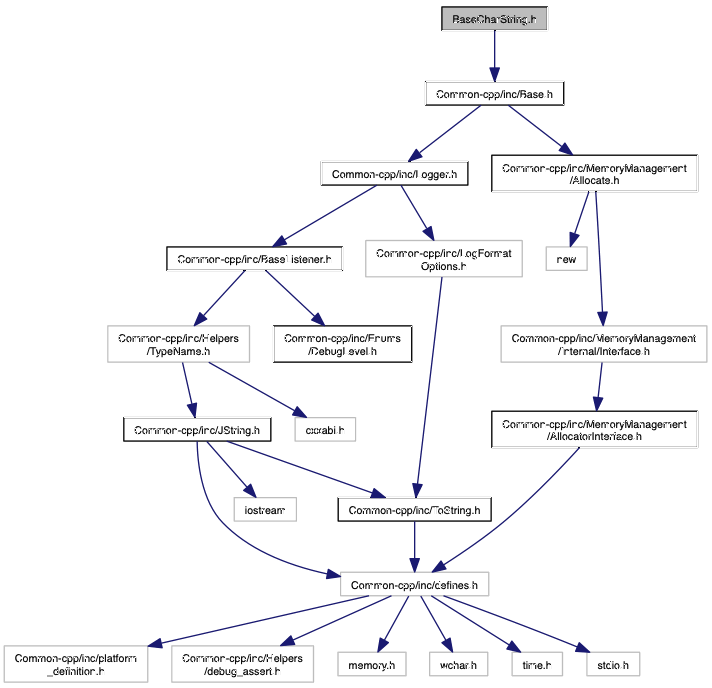 BaseCharString.h
Common-cpp/inc/Base.h
Common-cpp/inc/Logger.h
Common-cpp/inc/MemoryManagement
/Allocate.h
Common-cpp/inc/BaseListener.h
Common-cpp/inc/LogFormat
Options.h
new
Common-cpp/inc/Helpers
/TypeName.h
Common-cpp/inc/Enums
/DebugLevel.h
Common-cpp/inc/MemoryManagement
/Internal/Interface.h
Common-cpp/inc/JString.h
cxxabi.h
Common-cpp/inc/MemoryManagement
/AllocatorInterface.h
iostream
Common-cpp/inc/ToString.h
Common-cpp/inc/defines.h
Common-cpp/inc/platform
_definition.h
Common-cpp/inc/Helpers
/debug_assert.h
memory.h
wchar.h
time.h
stdio.h